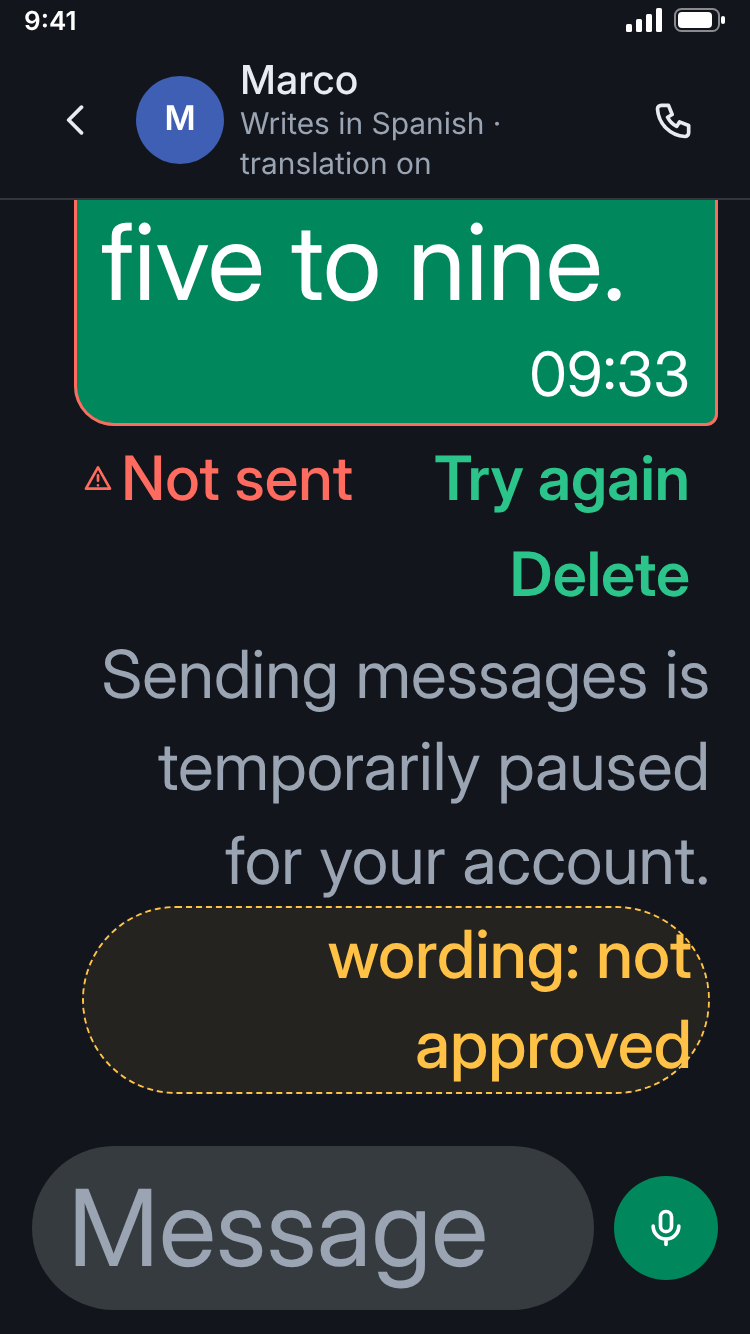 9:41
M
Marco
Writes in Spanish ·
translation on
five to nine.
09:33
Not sent
Try again
Delete
Sending messages is
temporarily paused
for your account.
wording: not
approved
Message